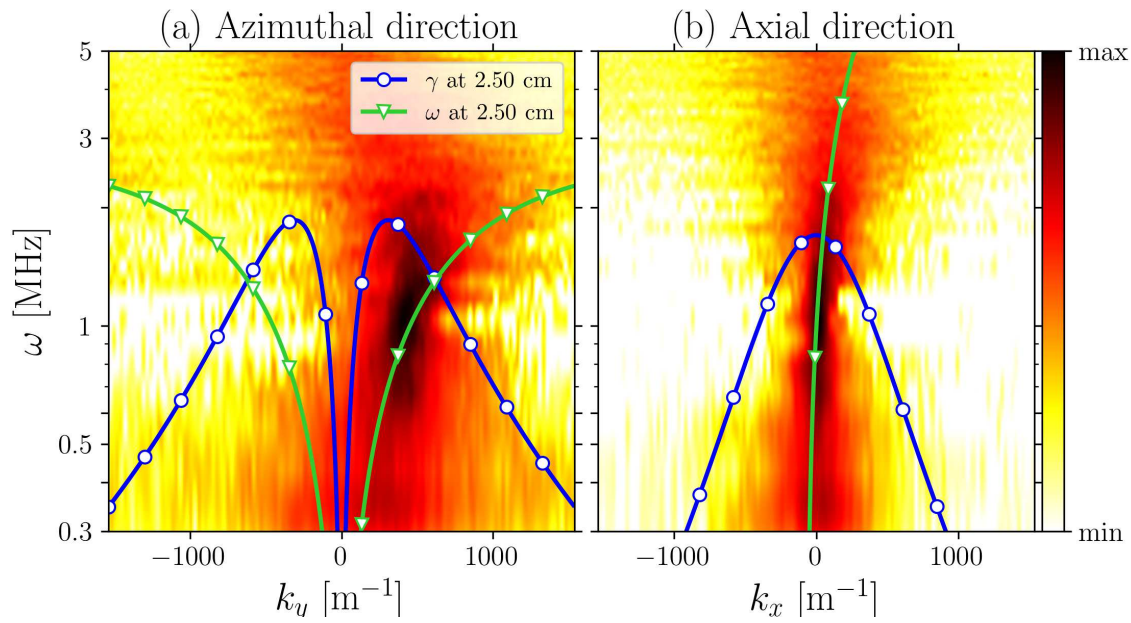 (a) Azimuthal direction
(b) Axial direction
5
3
1
0.5
0.3
ω [MHz]
γ at 2.50 cm
ω at 2.50 cm
max
min
−1000
0
1000
−1000
0
1000
k_y [m⁻¹]
k_x [m⁻¹]